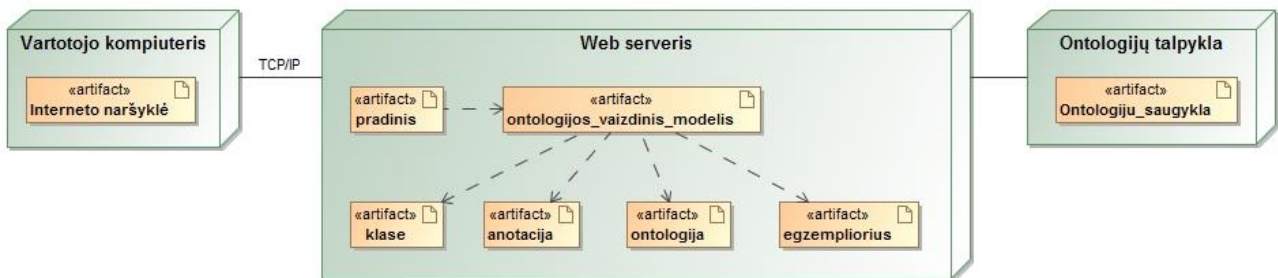 Vartotojo kompiuteris
«artifact»
Interneto naršyklė
TCP/IP
Web serveris
«artifact»
pradinis
«artifact»
ontologijos_vaizdinis_modelis
«artifact»
klase
«artifact»
anotacija
«artifact»
ontologija
«artifact»
egzempliorius
Ontologijų talpykla
«artifact»
Ontologiju_saugykla